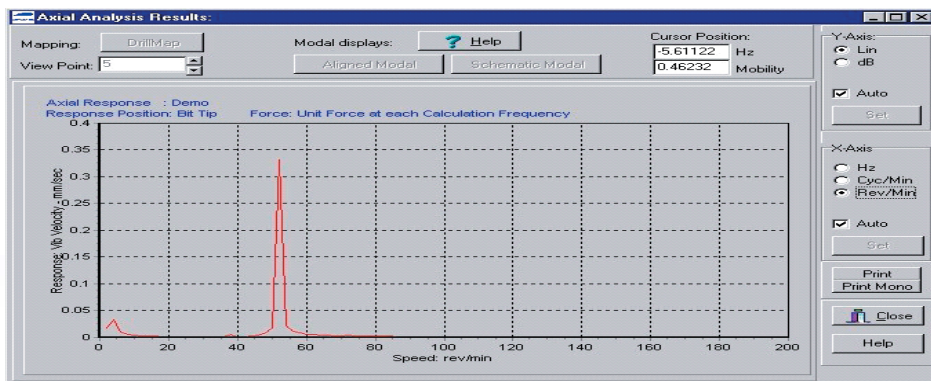 Axial Analysis Results:
Mapping:
DrillMap
View Point:
5
Modal displays:
? Help
Aligned Modal
Schematic Modal
Cursor Position:
-5.61122 Hz
0.46232 Mobility
Y-Axis:
Lin
dB
Auto
Set
X-Axis
Hz
Cyc/Min
Rev/Min
Auto
Set
Print
Print Mono
Close
Help
Axial Response : Demo
Response Position: Bit Tip Force: Unit Force at each Calculation Frequency
Response: Vib Velocity - mm/sec
0.4
0.35
0.3
0.25
0.2
0.15
0.1
0.05
0
0 20 40 60 80 100 120 140 160 180 200
Speed: rev/min